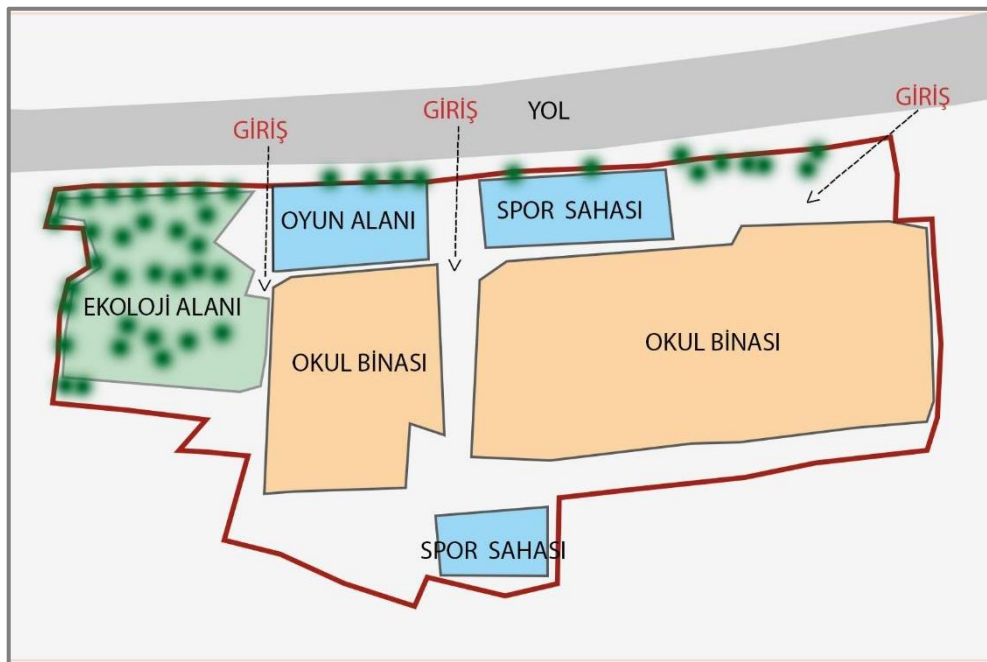 GİRİŞ
GİRİŞ
YOL
GİRİŞ
OYUN ALANI
SPOR SAHASI
EKOLOJİ ALANI
OKUL BİNASI
OKUL BİNASI
SPOR SAHASI